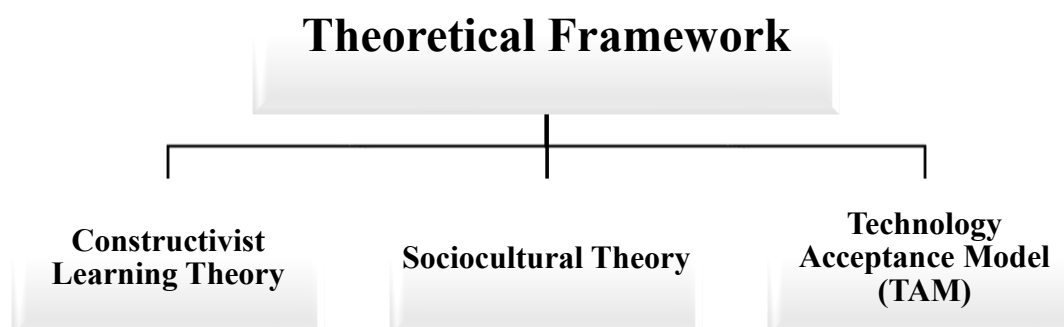 Theoretical Framework
Constructivist
Learning Theory
Sociocultural Theory
Technology
Acceptance Model
(TAM)